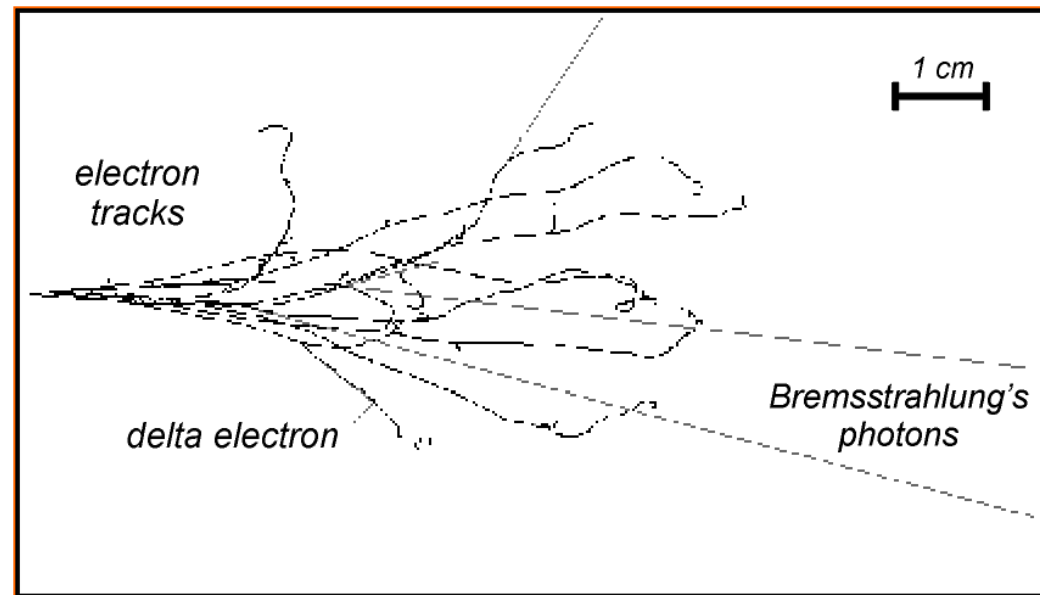 1 cm
electron
tracks
delta electron
Bremsstrahlung's
photons